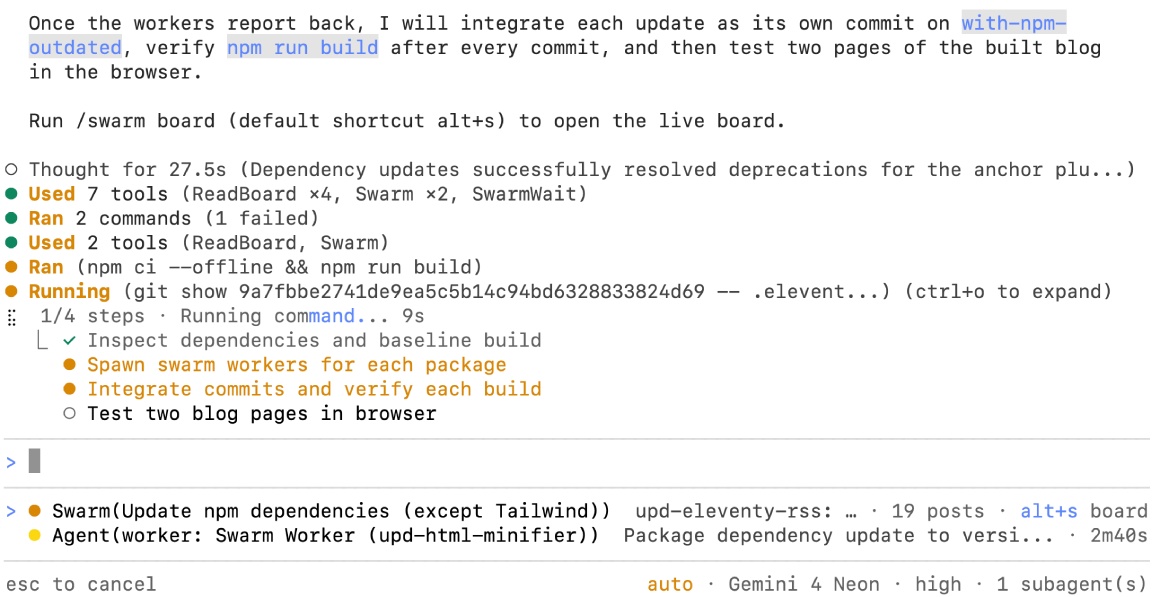 Once the workers report back, I will integrate each update as its own commit on with-npm-
outdated, verify npm run build after every commit, and then test two pages of the built blog
in the browser.
Run /swarm board (default shortcut alt+s) to open the live board.
○ Thought for 27.5s (Dependency updates successfully resolved deprecations for the anchor plu...)
● Used 7 tools (ReadBoard ×4, Swarm ×2, SwarmWait)
● Ran 2 commands (1 failed)
● Used 2 tools (ReadBoard, Swarm)
● Ran (npm ci --offline && npm run build)
● Running (git show 9a7fbbe2741de9ea5c5b14c94bd6328833824d69 -- .elevent...) (ctrl+o to expand)
⣿ 1/4 steps · Running command... 9s
└ ✓ Inspect dependencies and baseline build
● Spawn swarm workers for each package
● Integrate commits and verify each build
○ Test two blog pages in browser
>
> ● Swarm(Update npm dependencies (except Tailwind)) upd-eleventy-rss: … · 19 posts · alt+s board
● Agent(worker: Swarm Worker (upd-html-minifier)) Package dependency update to versi... · 2m40s
esc to cancel auto · Gemini 4 Neon · high · 1 subagent(s)